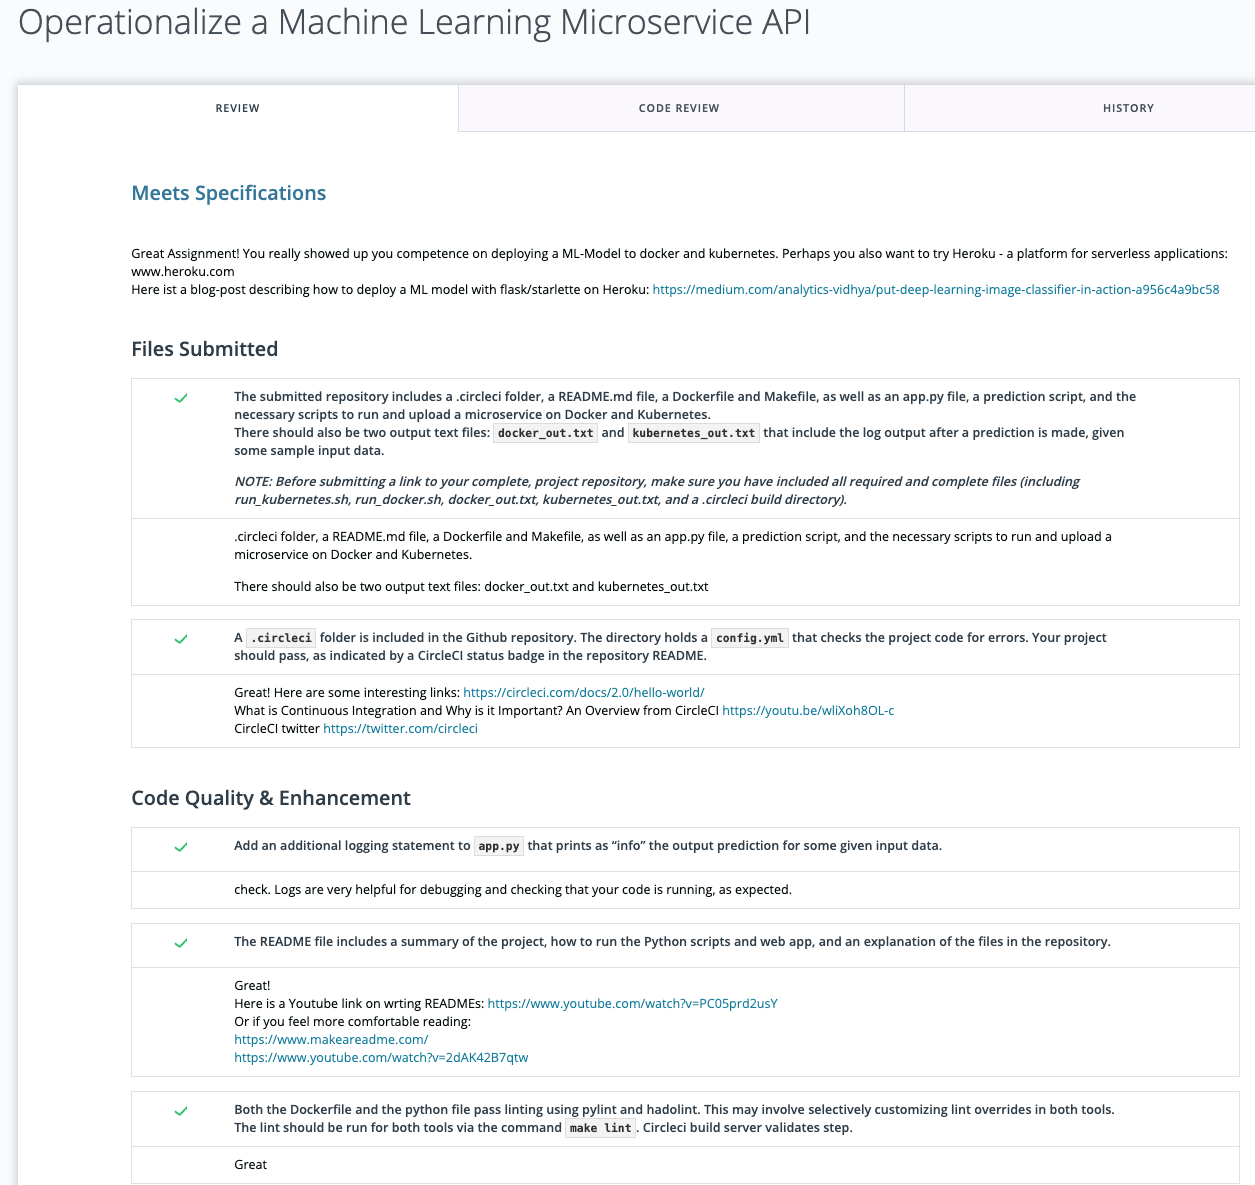 Operationalize a Machine Learning Microservice API
REVIEW
CODE REVIEW
HISTORY
Meets Specifications
Great Assignment! You really showed up you competence on deploying a ML-Model to docker and kubernetes. Perhaps you also want to try Heroku - a platform for serverless applications:
www.heroku.com
Here ist a blog-post describing how to deploy a ML model with flask/starlette on Heroku: https://medium.com/analytics-vidhya/put-deep-learning-image-classifier-in-action-a956c4a9bc58
Files Submitted
The submitted repository includes a .circleci folder, a README.md file, a Dockerfile and Makefile, as well as an app.py file, a prediction script, and the
necessary scripts to run and upload a microservice on Docker and Kubernetes.
There should also be two output text files: docker_out.txt and kubernetes_out.txt that include the log output after a prediction is made, given
some sample input data.
NOTE: Before submitting a link to your complete, project repository, make sure you have included all required and complete files (including
run_kubernetes.sh, run_docker.sh, docker_out.txt, kubernetes_out.txt, and a .circleci build directory).
.circleci folder, a README.md file, a Dockerfile and Makefile, as well as an app.py file, a prediction script, and the necessary scripts to run and upload a
microservice on Docker and Kubernetes.
There should also be two output text files: docker_out.txt and kubernetes_out.txt
A .circleci folder is included in the Github repository. The directory holds a config.yml that checks the project code for errors. Your project
should pass, as indicated by a CircleCI status badge in the repository README.
Great! Here are some interesting links: https://circleci.com/docs/2.0/hello-world/
What is Continuous Integration and Why is it Important? An Overview from CircleCI https://youtu.be/wliXoh8OL-c
CircleCI twitter https://twitter.com/circleci
Code Quality & Enhancement
Add an additional logging statement to app.py that prints as “info” the output prediction for some given input data.
check. Logs are very helpful for debugging and checking that your code is running, as expected.
The README file includes a summary of the project, how to run the Python scripts and web app, and an explanation of the files in the repository.
Great!
Here is a Youtube link on wrting READMEs: https://www.youtube.com/watch?v=PC05prd2usY
Or if you feel more comfortable reading:
https://www.makeareadme.com/
https://www.youtube.com/watch?v=2dAK42B7qtw
Both the Dockerfile and the python file pass linting using pylint and hadolint. This may involve selectively customizing lint overrides in both tools.
The lint should be run for both tools via the command make lint. Circleci build server validates step.
Great